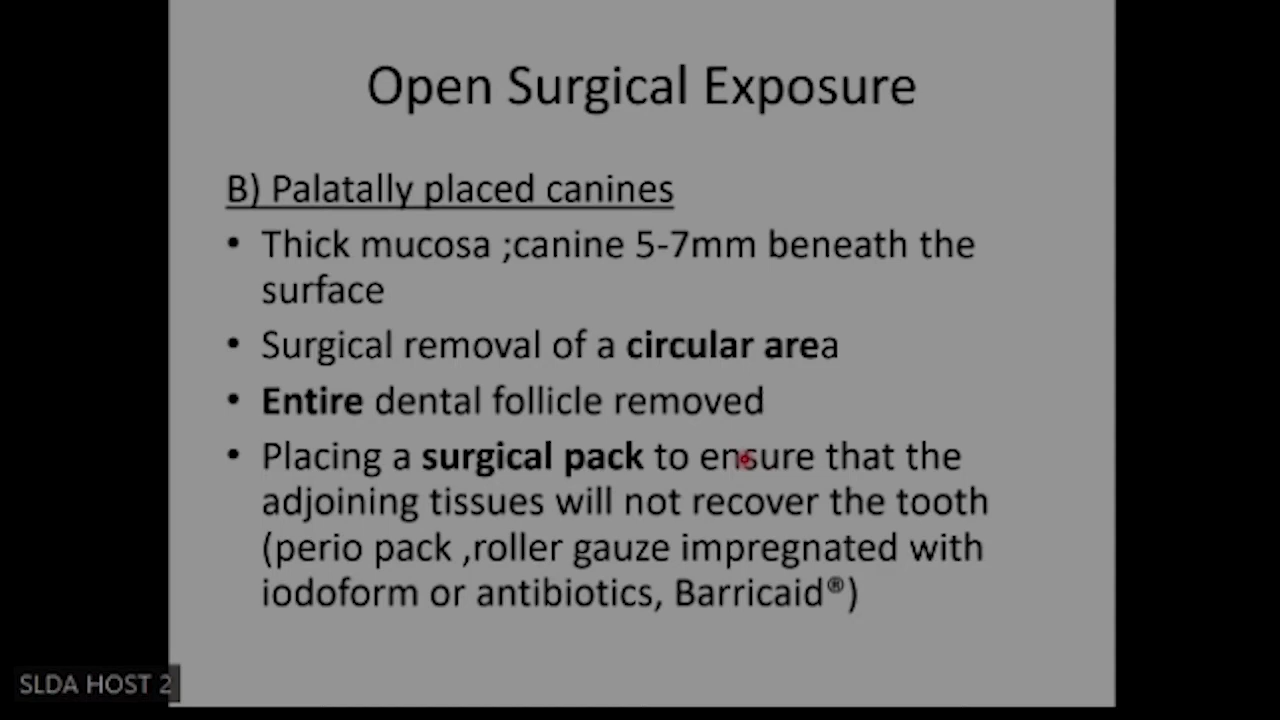 Open Surgical Exposure
B) Palatally placed canines
• Thick mucosa ;canine 5-7mm beneath the
surface
• Surgical removal of a circular area
• Entire dental follicle removed
• Placing a surgical pack to ensure that the
adjoining tissues will not recover the tooth
(perio pack ,roller gauze impregnated with
iodoform or antibiotics, Barricaid®)
SLDA HOST 2